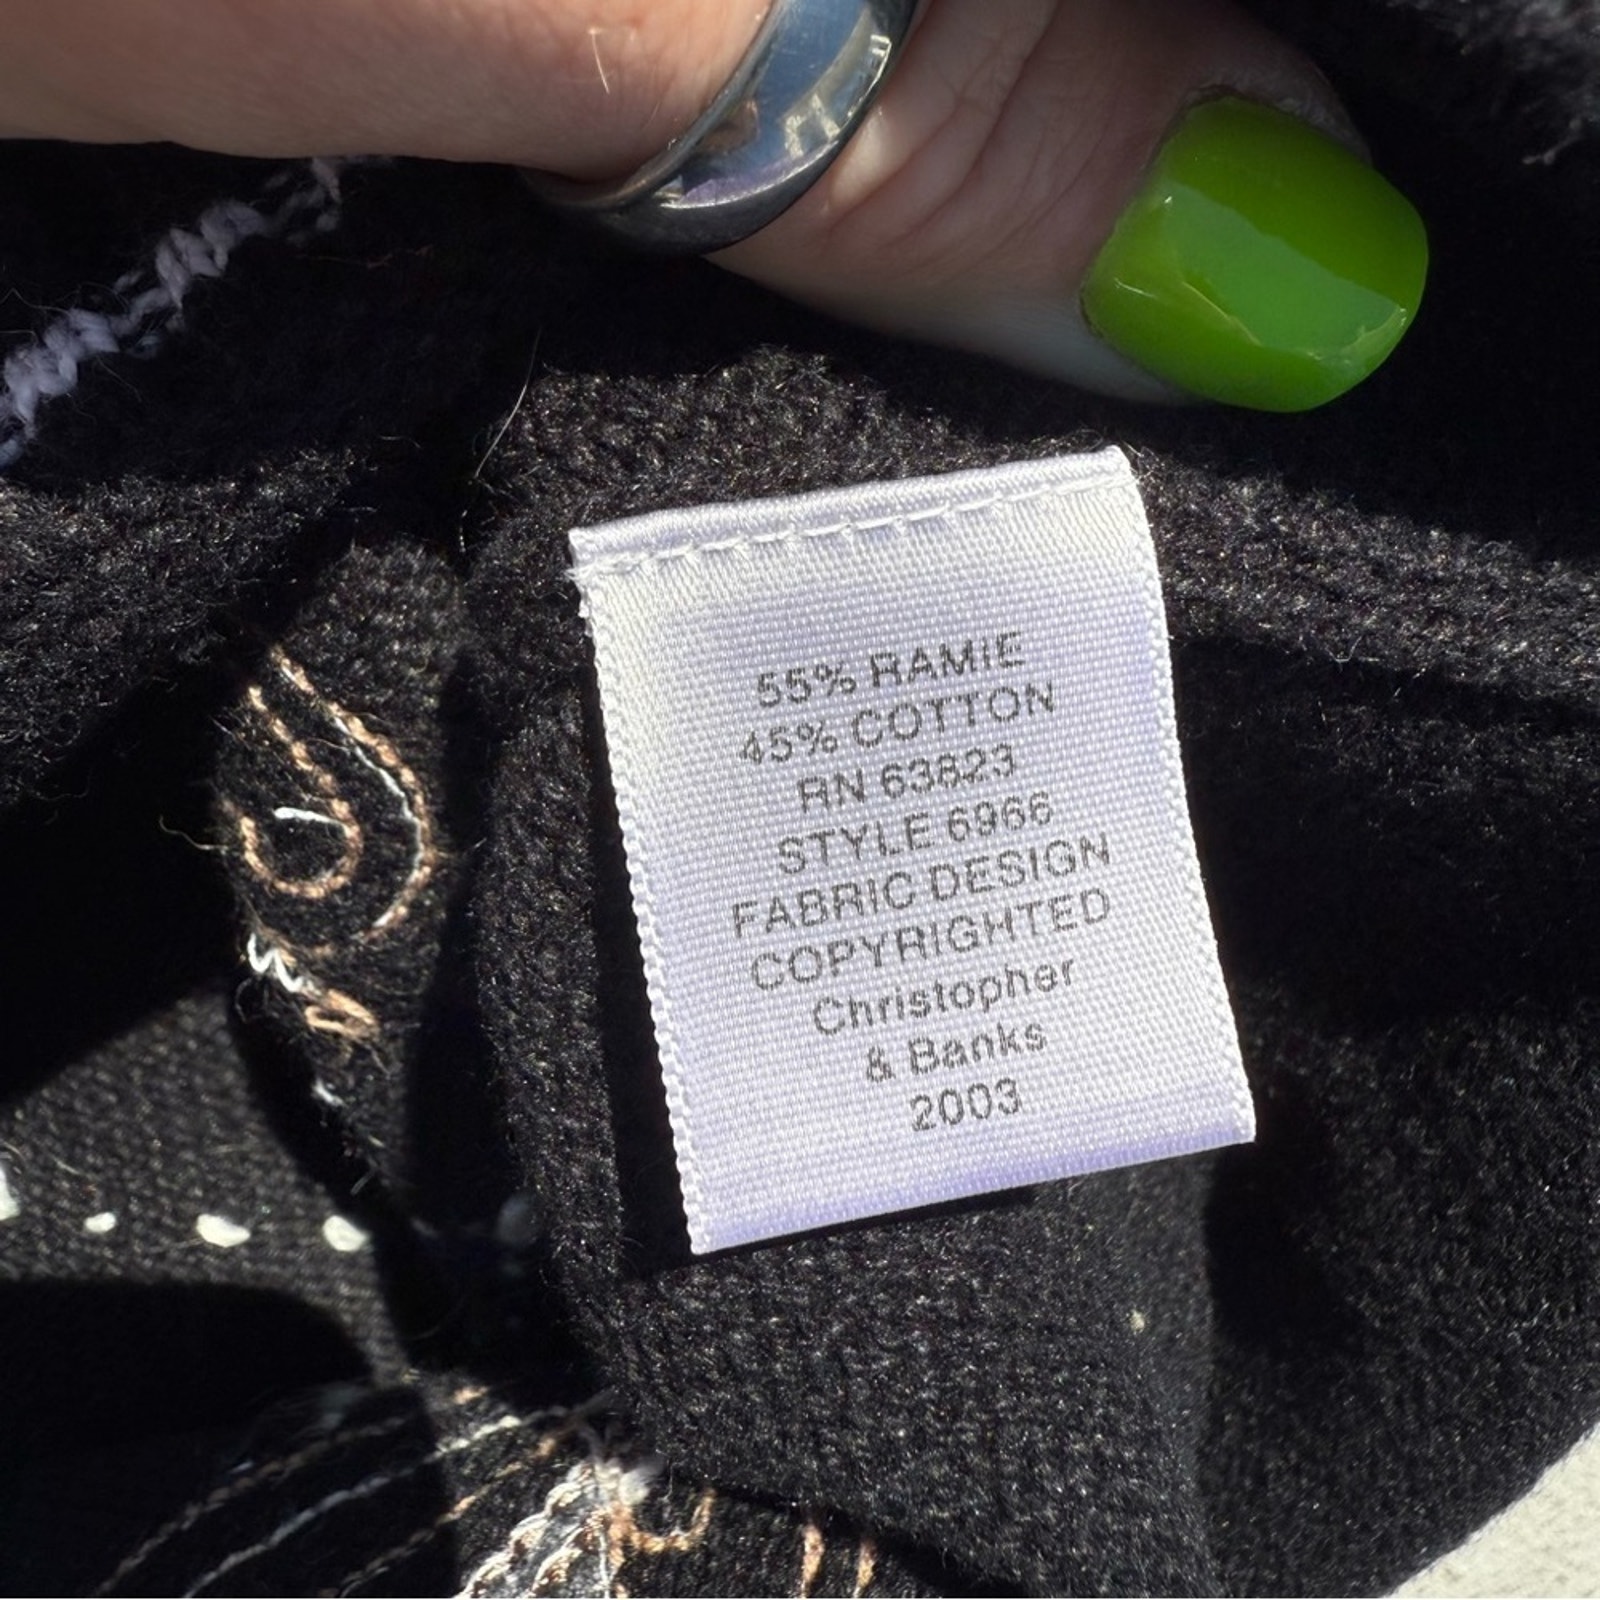 55% RAMIE
45% COTTON
RN 63823
STYLE 6966
FABRIC DESIGN
COPYRIGHTED
Christopher
& Banks
2003